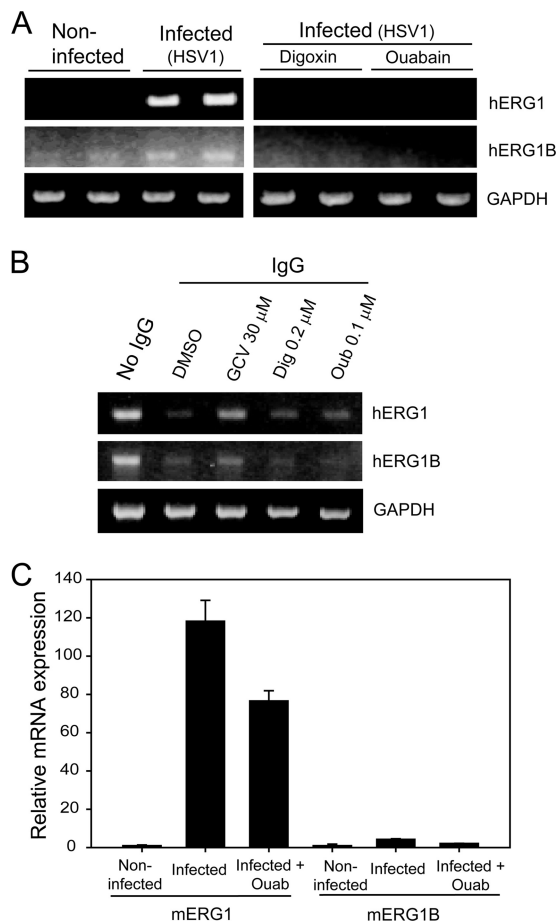 A
Non-
infected
Infected
(HSV1)
Infected (HSV1)
Digoxin
Ouabain
hERG1
hERG1B
GAPDH
B
IgG
No IgG
DMSO
GCV 30 μM
Dig 0.2 μM
Oub 0.1 μM
hERG1
hERG1B
GAPDH
C
Relative mRNA expression
140
120
100
80
60
40
20
0
Non-
infected
Infected
Infected +
Ouab
Non-
infected
Infected
Infected +
Ouab
mERG1
mERG1B